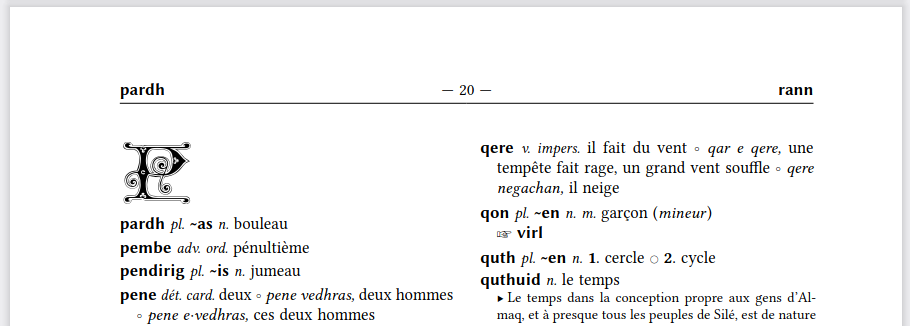 pardh — 20 — rann
P
pardh pl. ~as n. bouleau
pembe adv. ord. pénultième
pendirig pl. ~is n. jumeau
pene dét. card. deux ◦ pene vedhras, deux hommes
◦ pene e·vedhras, ces deux hommes
qere v. impers. il fait du vent ◦ qar e qere, une
tempête fait rage, un grand vent souffle ◦ qere
negachan, il neige
qon pl. ~en n. m. garçon (mineur)
☞ virl
quth pl. ~en n. 1. cercle ○ 2. cycle
quthuid n. le temps
▸ Le temps dans la conception propre aux gens d'Al-
maq, et à presque tous les peuples de Silé, est de nature